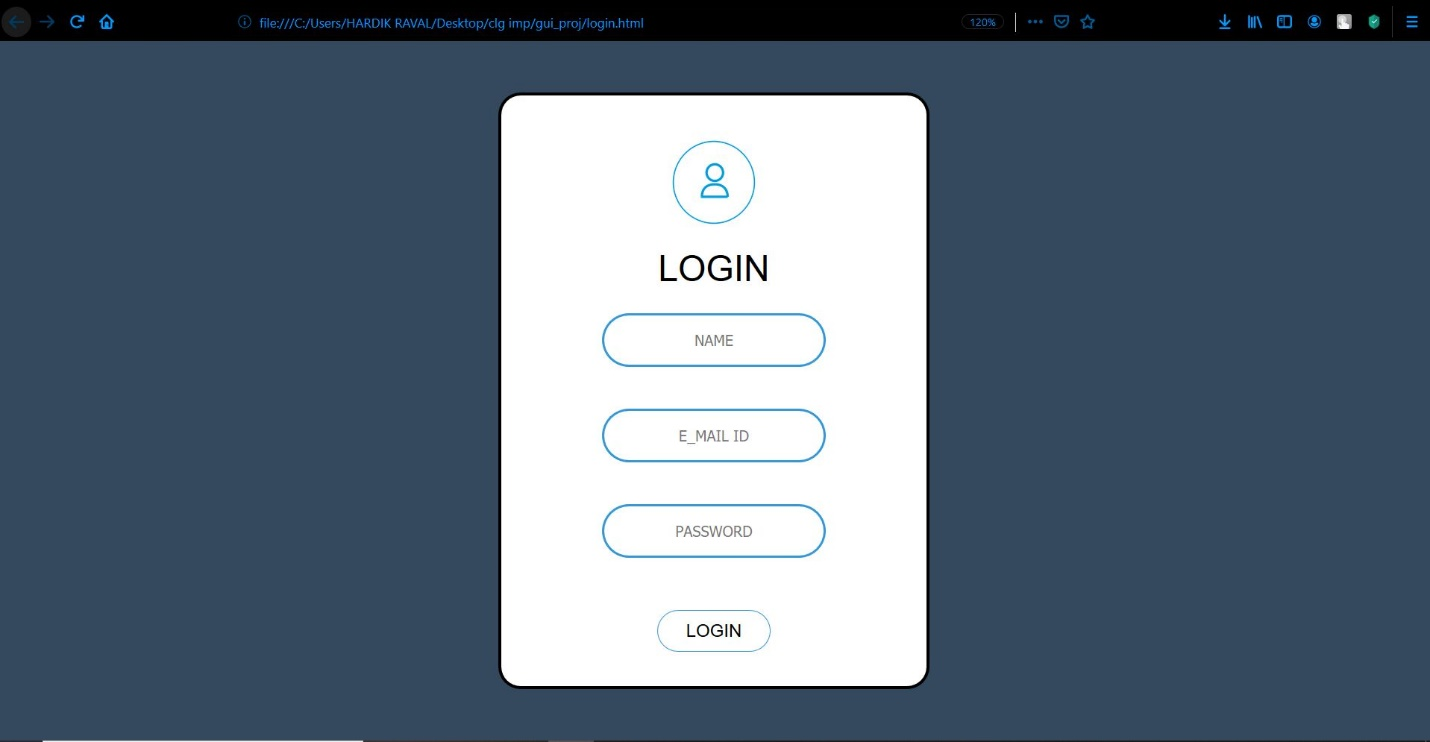 file:///C:/Users/HARDIK RAVAL/Desktop/clg imp/gui_proj/login.html
120%
LOGIN
NAME
E_MAIL ID
PASSWORD
LOGIN